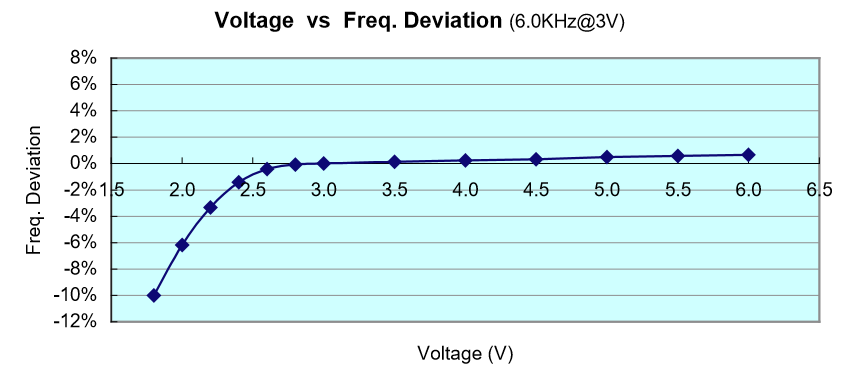 Voltage vs Freq. Deviation (6.0KHz@3V)
8%
6%
4%
2%
0%
-2%
-4%
-6%
-8%
-10%
-12%
Freq. Deviation
1.5 2.0 2.5 3.0 3.5 4.0 4.5 5.0 5.5 6.0 6.5
Voltage (V)